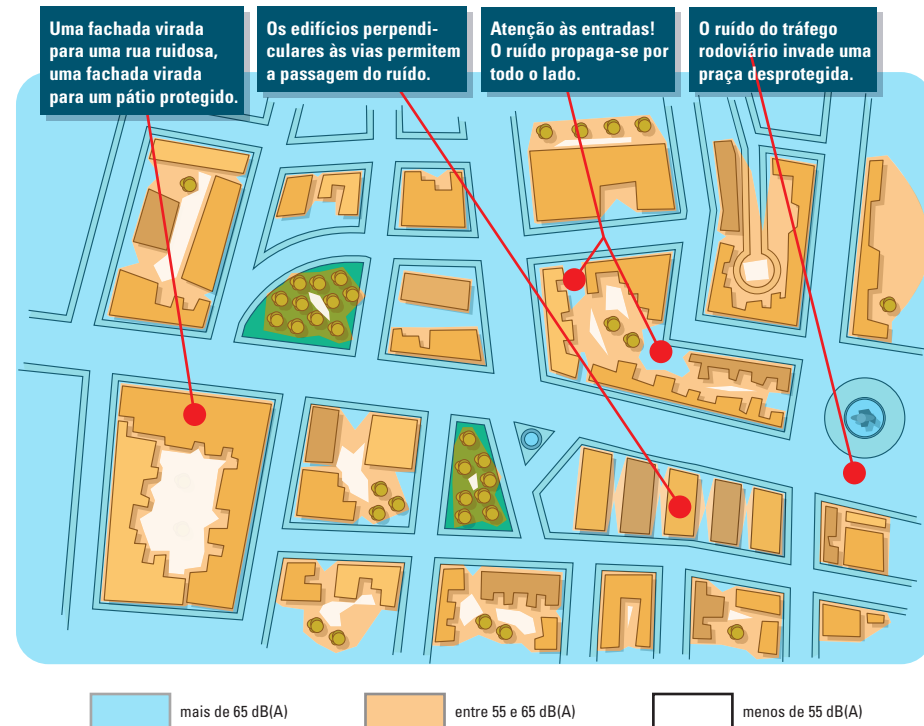 Uma fachada virada
para uma rua ruidosa,
uma fachada virada
para um pátio protegido.
Os edifícios perpendi-
culares às vias permitem
a passagem do ruído.
Atenção às entradas!
O ruído propaga-se por
todo o lado.
O ruído do tráfego
rodoviário invade uma
praça desprotegida.
mais de 65 dB(A)
entre 55 e 65 dB(A)
menos de 55 dB(A)